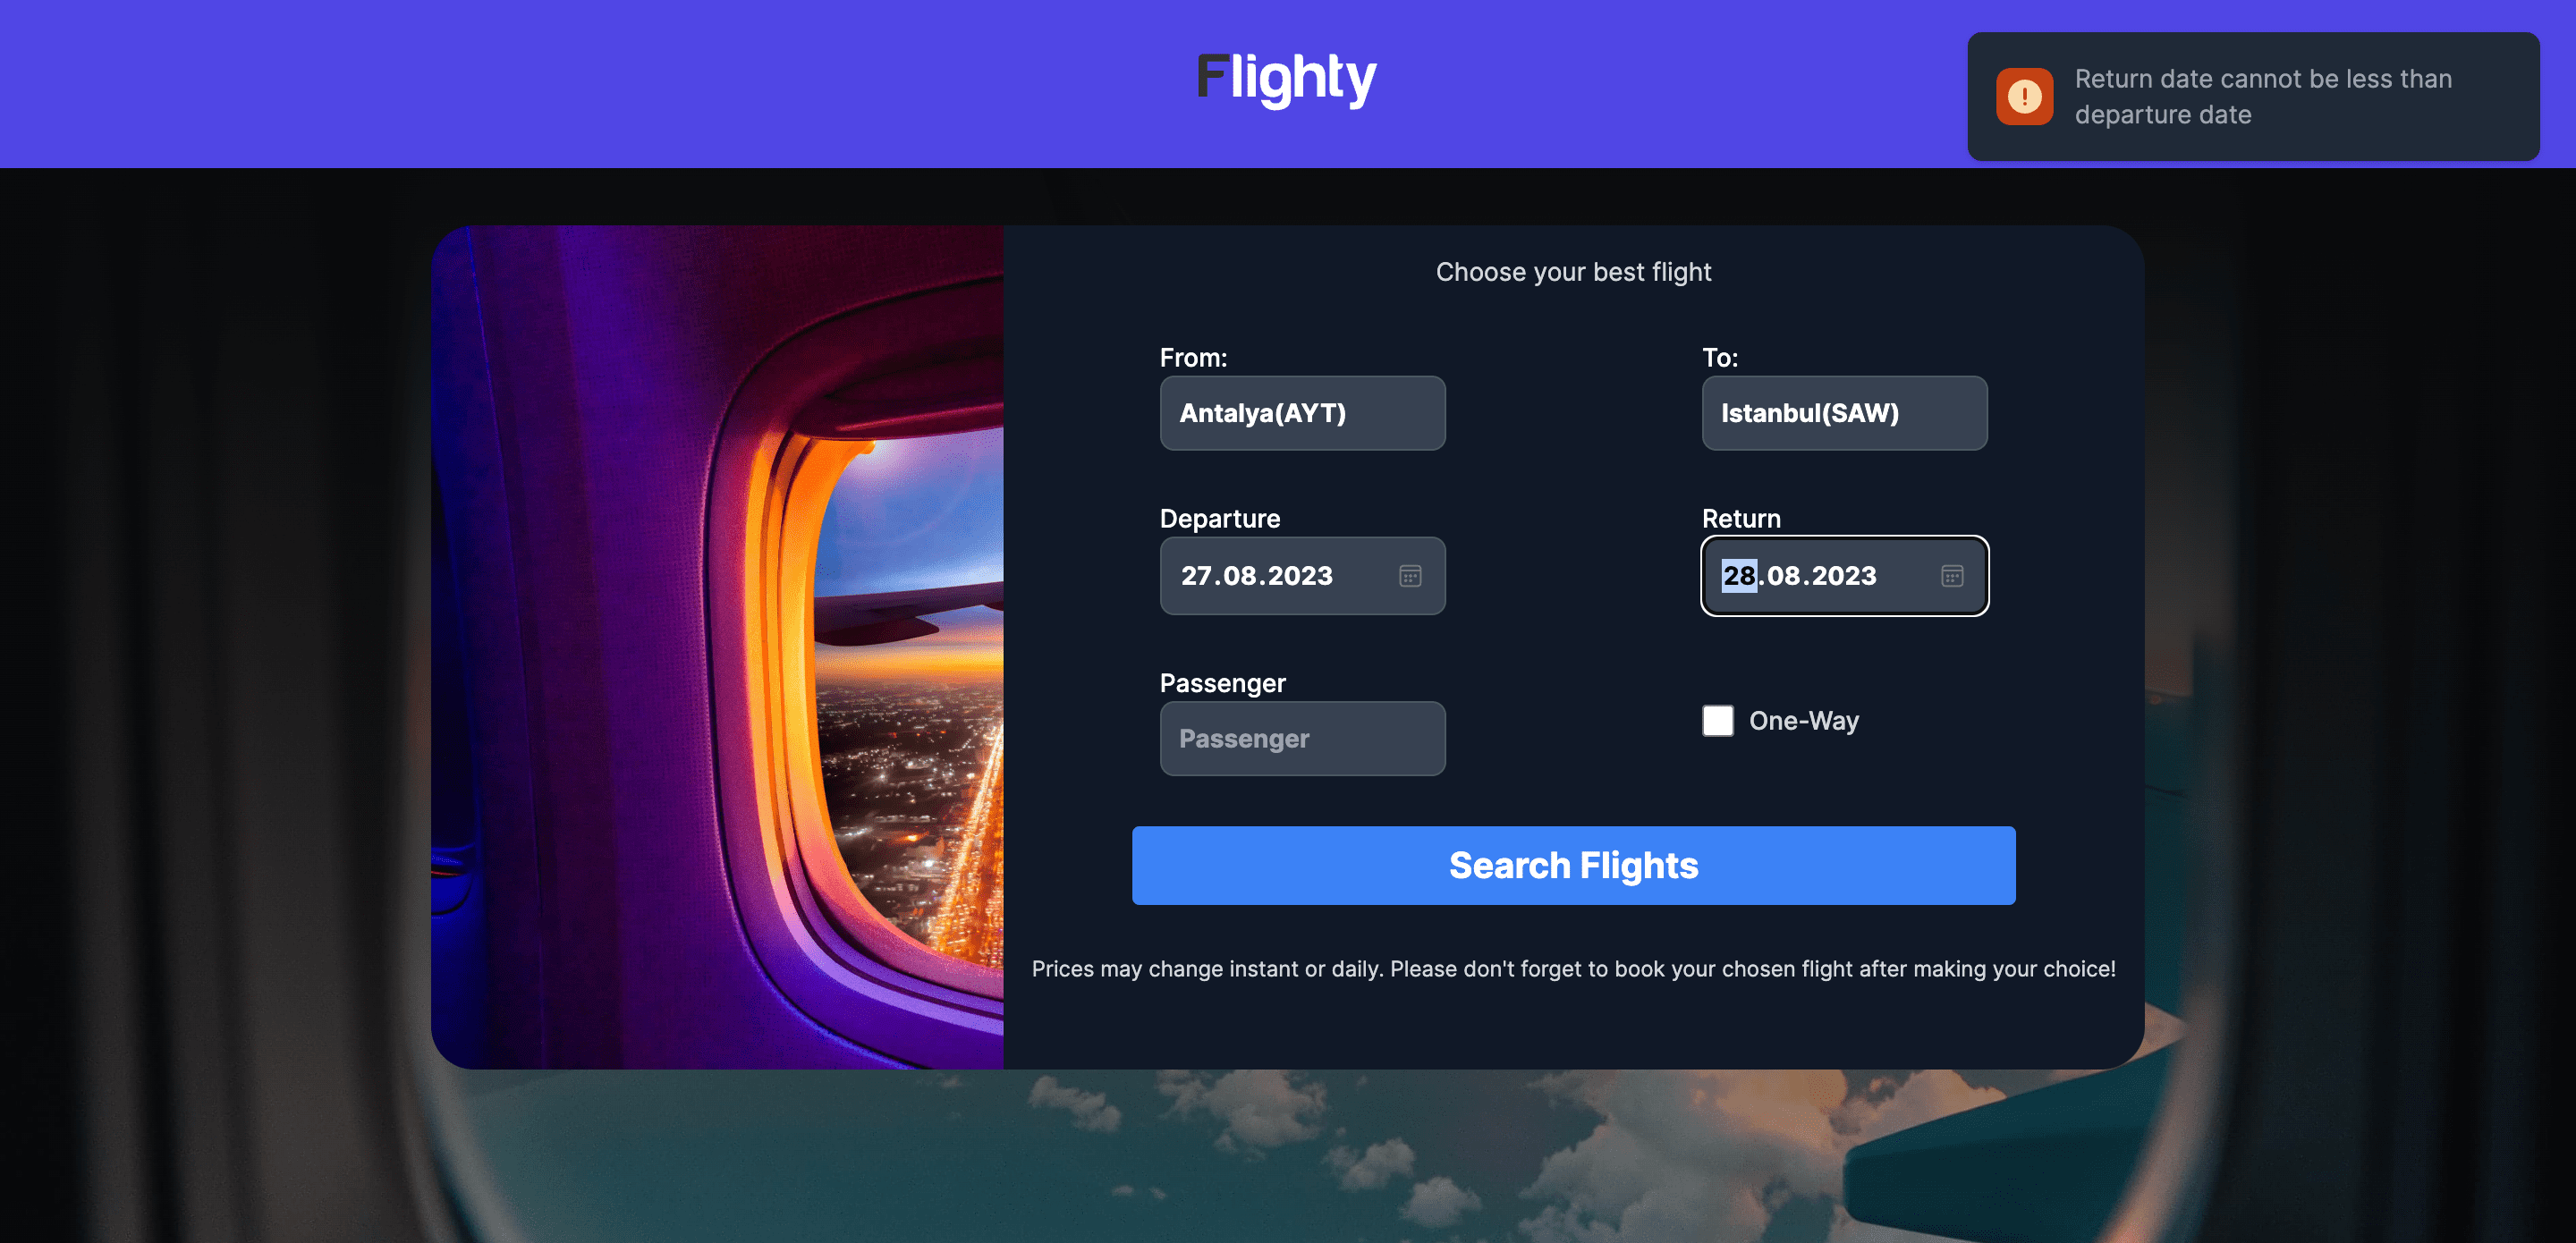 Flighty
Return date cannot be less than
departure date
Choose your best flight
From:
To:
Antalya(AYT)
Istanbul(SAW)
Departure
Return
27.08.2023
28.08.2023
Passenger
Passenger
One-Way
Search Flights
Prices may change instant or daily. Please don't forget to book your chosen flight after making your choice!